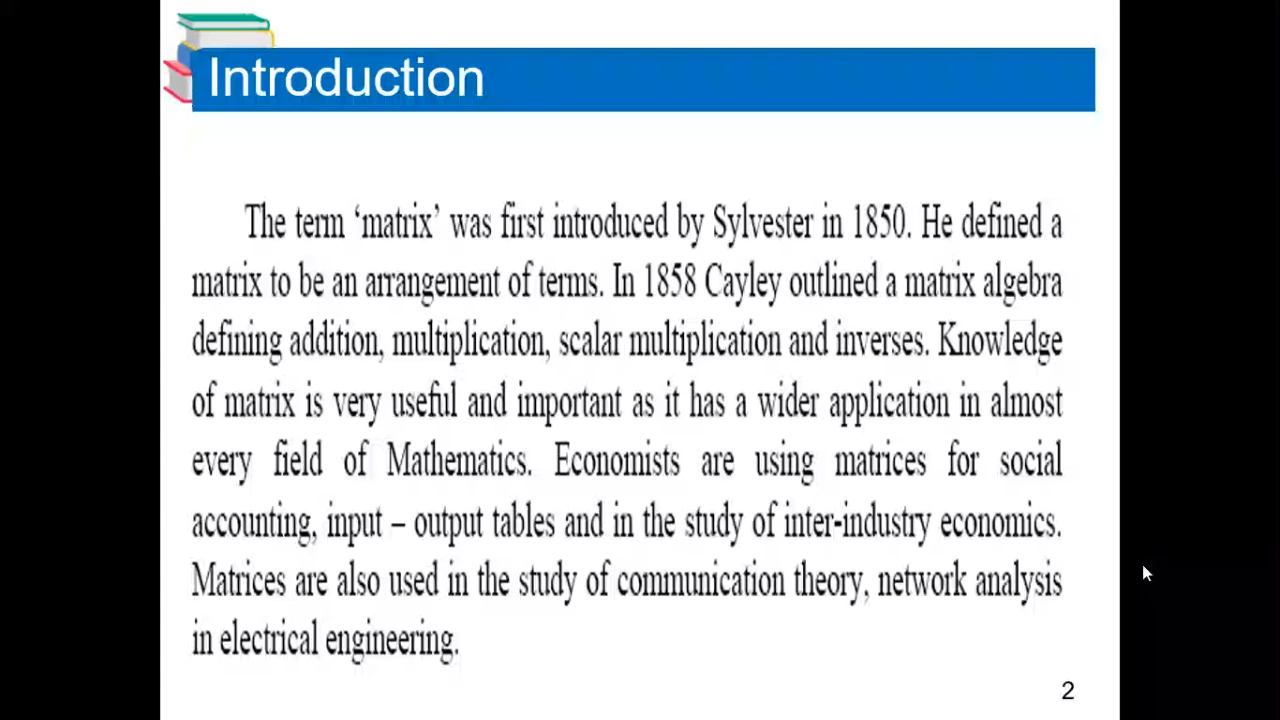 Introduction
The term ‘matrix’ was first introduced by Sylvester in 1850. He defined a
matrix to be an arrangement of terms. In 1858 Cayley outlined a matrix algebra
defining addition, multiplication, scalar multiplication and inverses. Knowledge
of matrix is very useful and important as it has a wider application in almost
every field of Mathematics. Economists are using matrices for social
accounting, input – output tables and in the study of inter-industry economics.
Matrices are also used in the study of communication theory, network analysis
in electrical engineering.
2